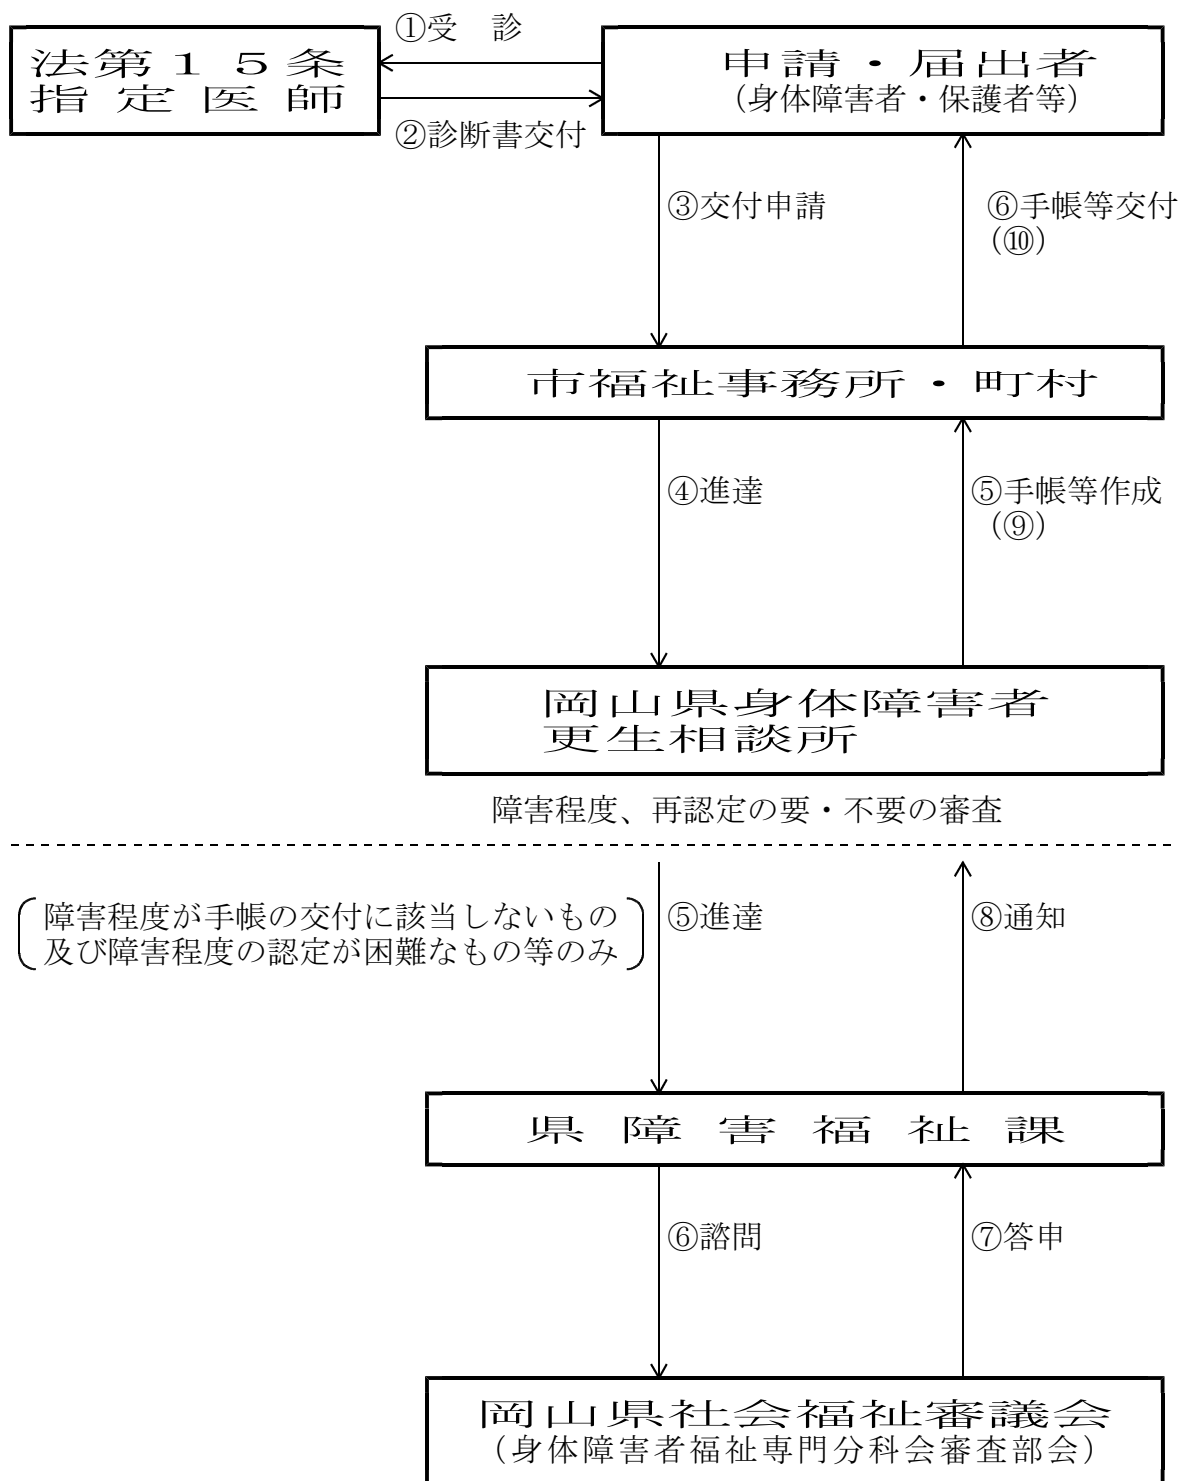 ①受　診
法第１５条
指定医師
申請・届出者
（身体障害者・保護者等）
②診断書交付
③交付申請
⑥手帳等交付
（⑩）
市福祉事務所・町村
④進達
⑤手帳等作成
（⑨）
岡山県身体障害者
更生相談所
障害程度、再認定の要・不要の審査
障害程度が手帳の交付に該当しないもの
及び障害程度の認定が困難なもの等のみ
⑤進達
⑧通知
県障害福祉課
⑥諮問
⑦答申
岡山県社会福祉審議会
（身体障害者福祉専門分科会審査部会）